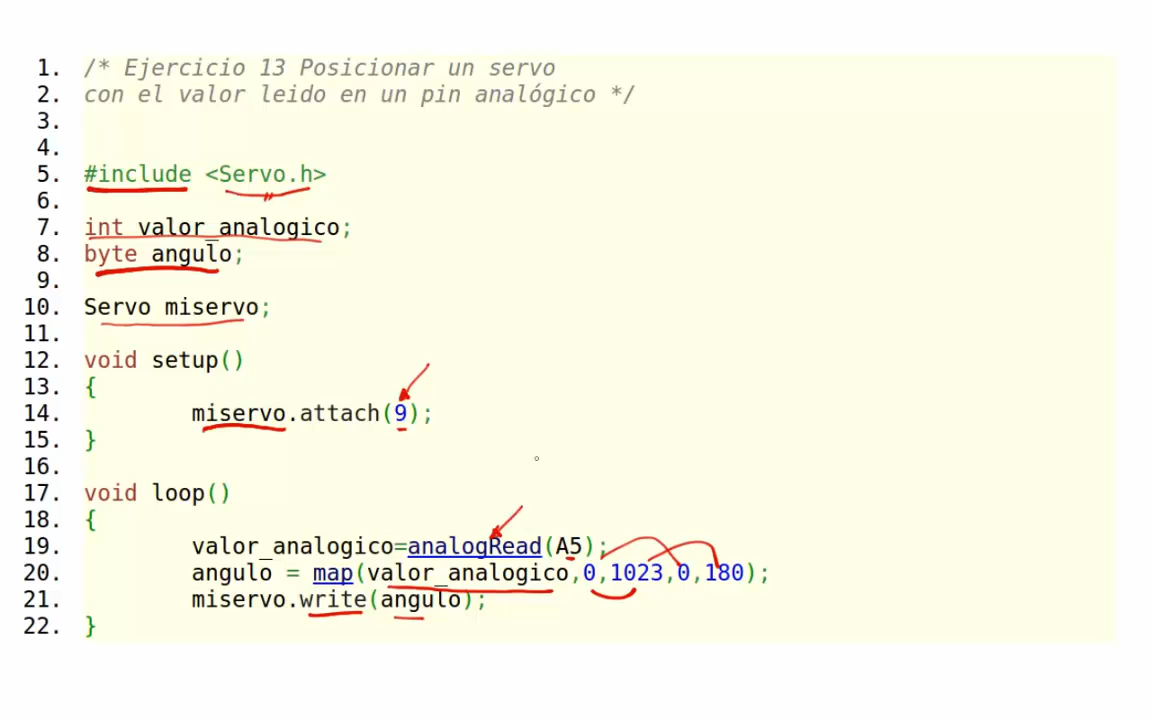 1. /* Ejercicio 13 Posicionar un servo
2. con el valor leido en un pin analógico */
3.
4.
5. #include <Servo.h>
6.
7. int valor_analogico;
8. byte angulo;
9.
10. Servo miservo;
11.
12. void setup()
13. {
14. miservo.attach(9);
15. }
16.
17. void loop()
18. {
19. valor_analogico=analogRead(A5);
20. angulo = map(valor_analogico,0,1023,0,180);
21. miservo.write(angulo);
22. }